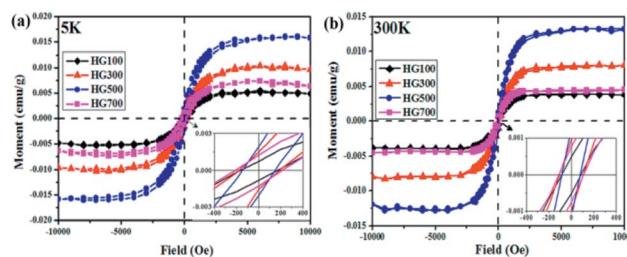 (a)
5K
HG100
HG300
HG500
HG700
Moment (emu/g)
0.020
0.015
0.010
0.005
0.000
-0.005
-0.010
-0.015
-0.020
-10000 -5000 0 5000 10000
Field (Oe)
0.003
0.000
-0.003
-400 -200 0 200 400
(b)
300K
HG100
HG300
HG500
HG700
Moment (emu/g)
0.015
0.010
0.005
0.000
-0.005
-0.010
-0.015
-10000 -5000 0 5000 10000
Field (Oe)
0.001
0.000
-0.001
-400 -200 0 200 400